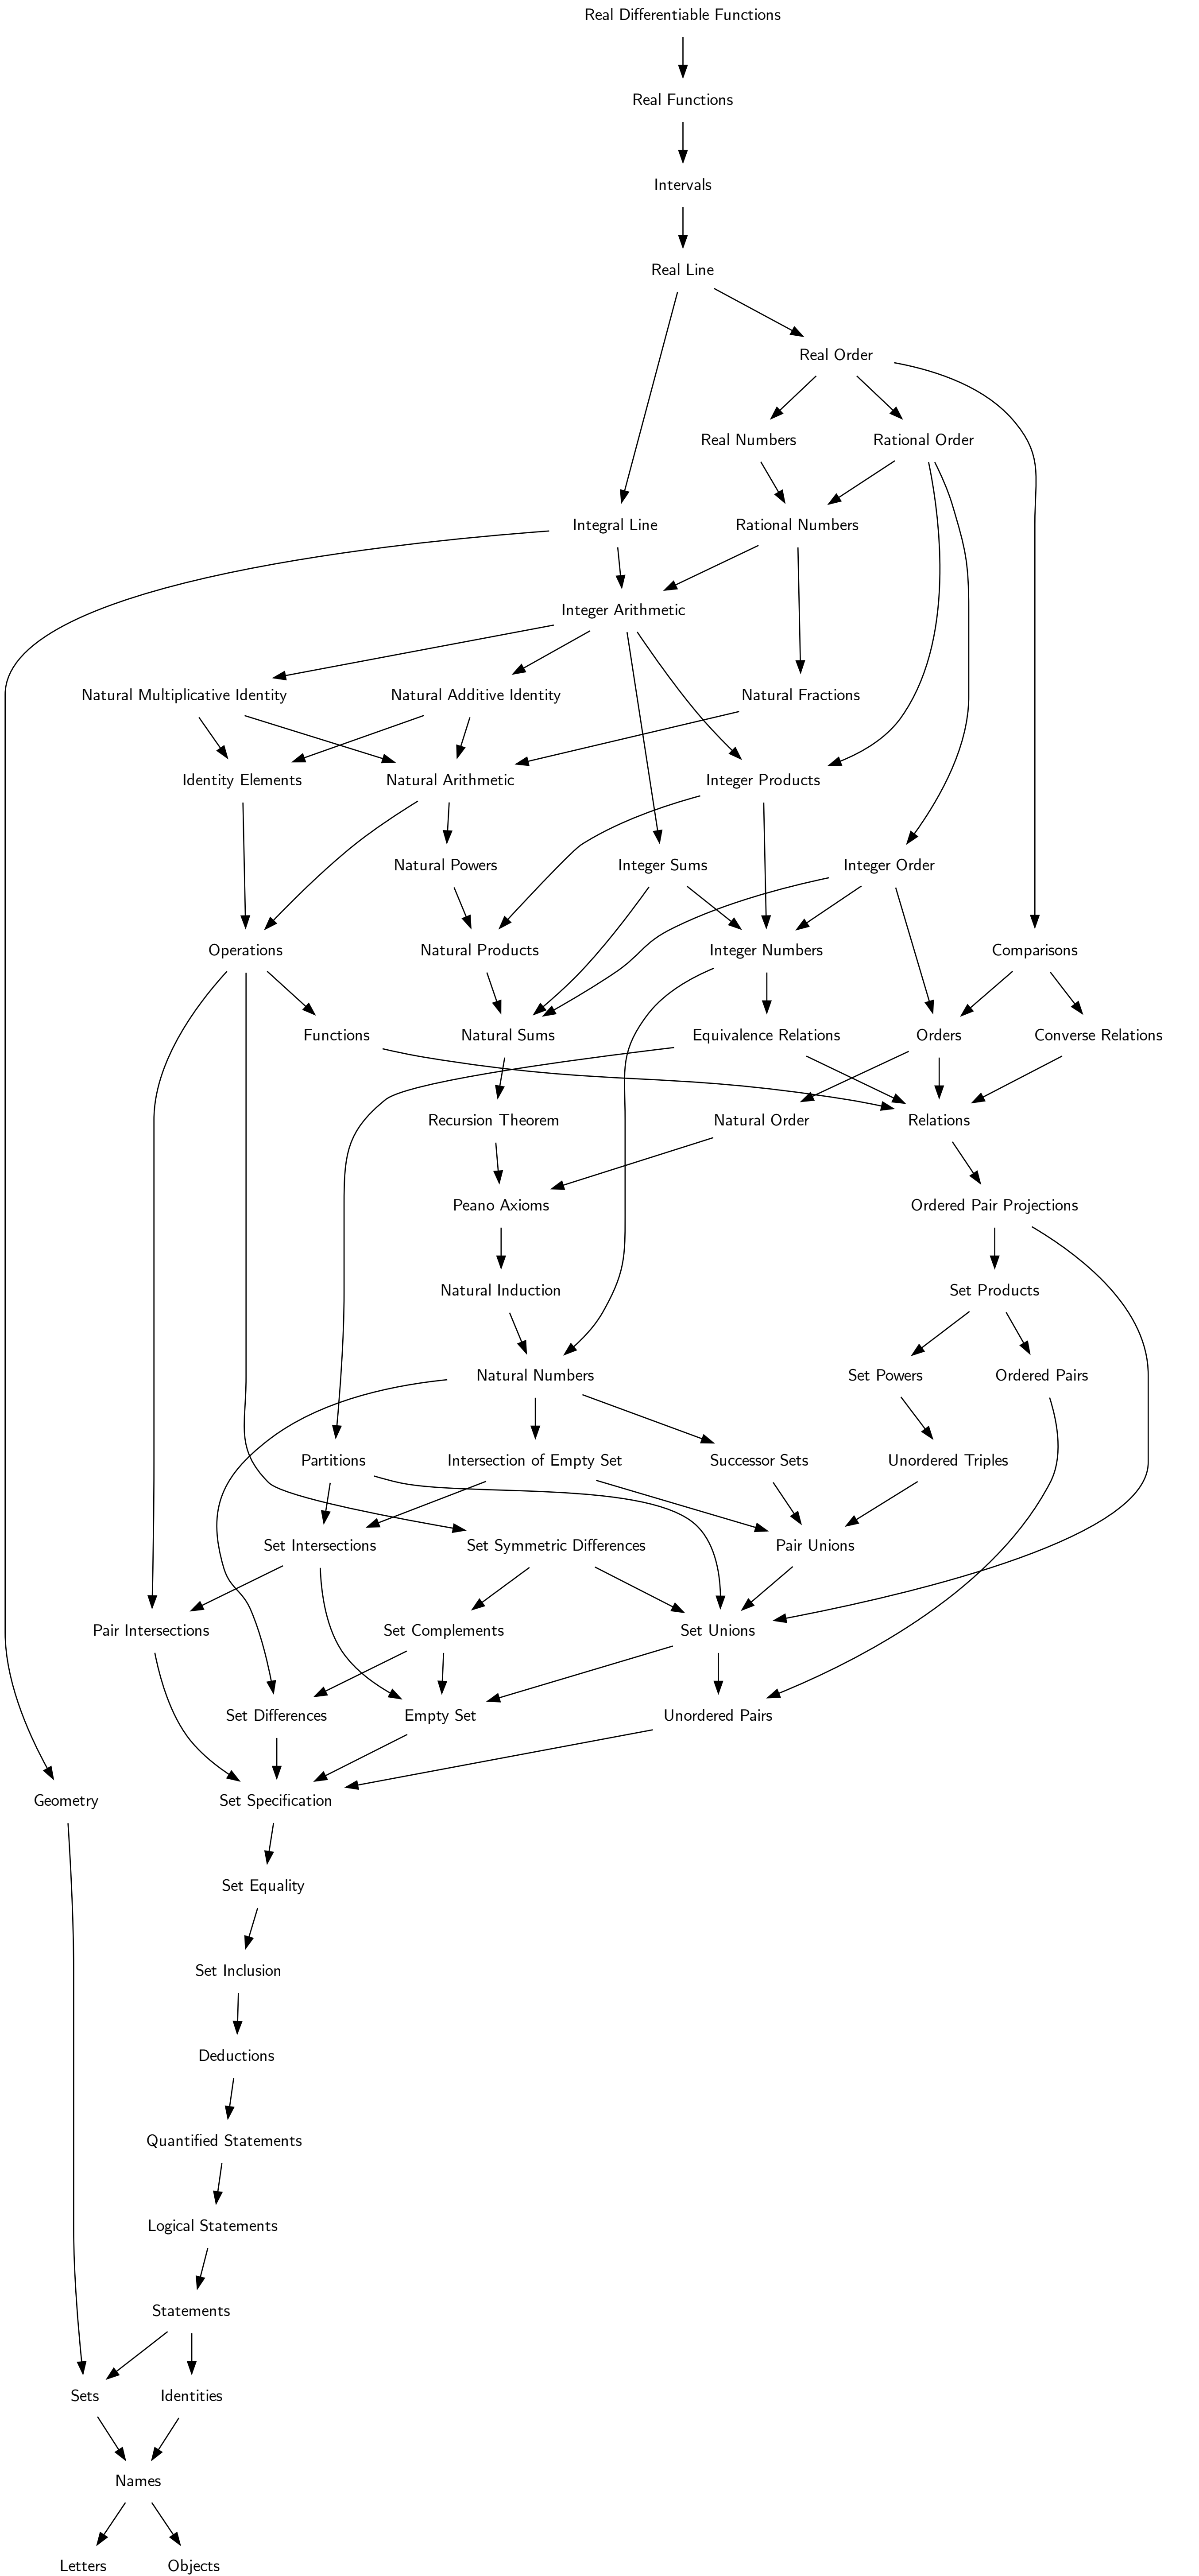 Real Differentiable Functions
Real Functions
Intervals
Real Line
Real Order
Real Numbers
Rational Order
Integral Line
Rational Numbers
Integer Arithmetic
Natural Multiplicative Identity
Natural Additive Identity
Natural Fractions
Identity Elements
Natural Arithmetic
Integer Products
Natural Powers
Integer Sums
Integer Order
Operations
Natural Products
Integer Numbers
Comparisons
Functions
Natural Sums
Equivalence Relations
Orders
Converse Relations
Recursion Theorem
Natural Order
Relations
Peano Axioms
Ordered Pair Projections
Natural Induction
Set Products
Natural Numbers
Set Powers
Ordered Pairs
Partitions
Intersection of Empty Set
Successor Sets
Unordered Triples
Set Intersections
Set Symmetric Differences
Pair Unions
Pair Intersections
Set Complements
Set Unions
Set Differences
Empty Set
Unordered Pairs
Geometry
Set Specification
Set Equality
Set Inclusion
Deductions
Quantified Statements
Logical Statements
Statements
Sets
Identities
Names
Letters
Objects